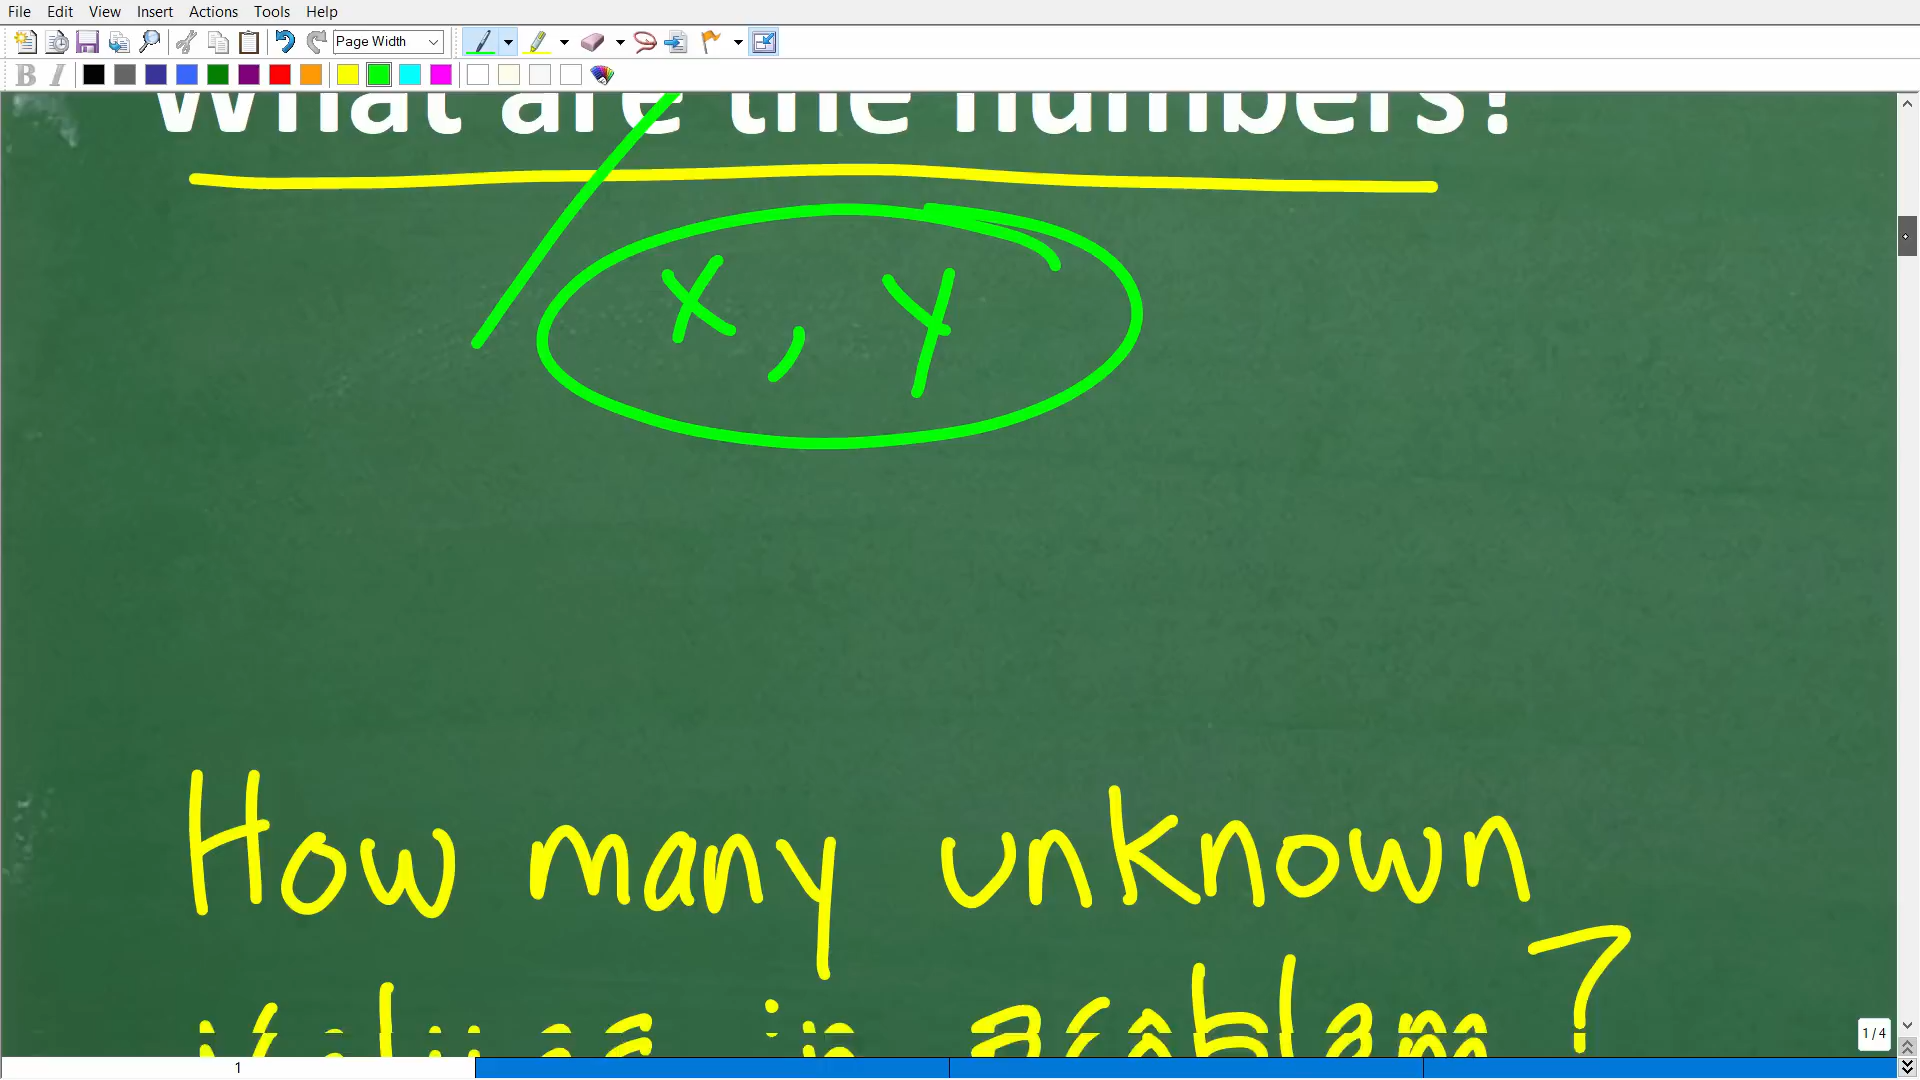 File Edit View Insert Actions Tools Help
Page Width
B I
What are the numbers?
x, y
How many unknown
values in problem?
1 / 4
1